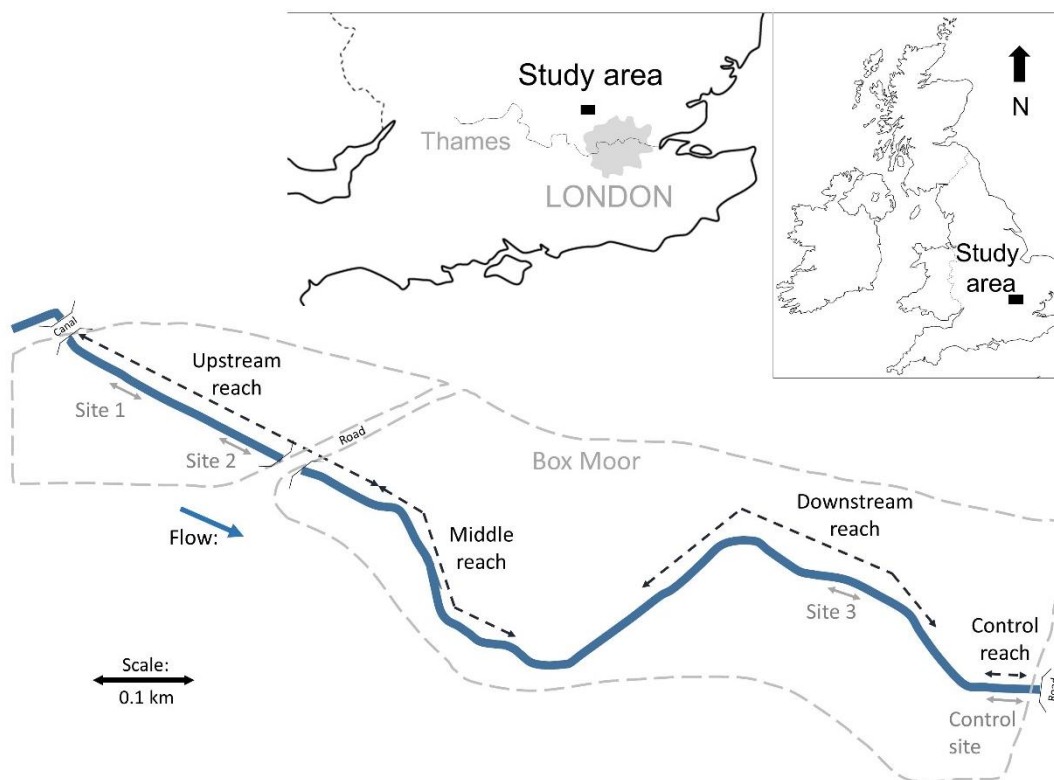 Study area
Thames
LONDON
N
Study
area
Canal
Upstream
reach
Site 1
Site 2
Road
Box Moor
Flow:
Middle
reach
Downstream
reach
Site 3
Control
reach
Road
Scale:
0.1 km
Control
site